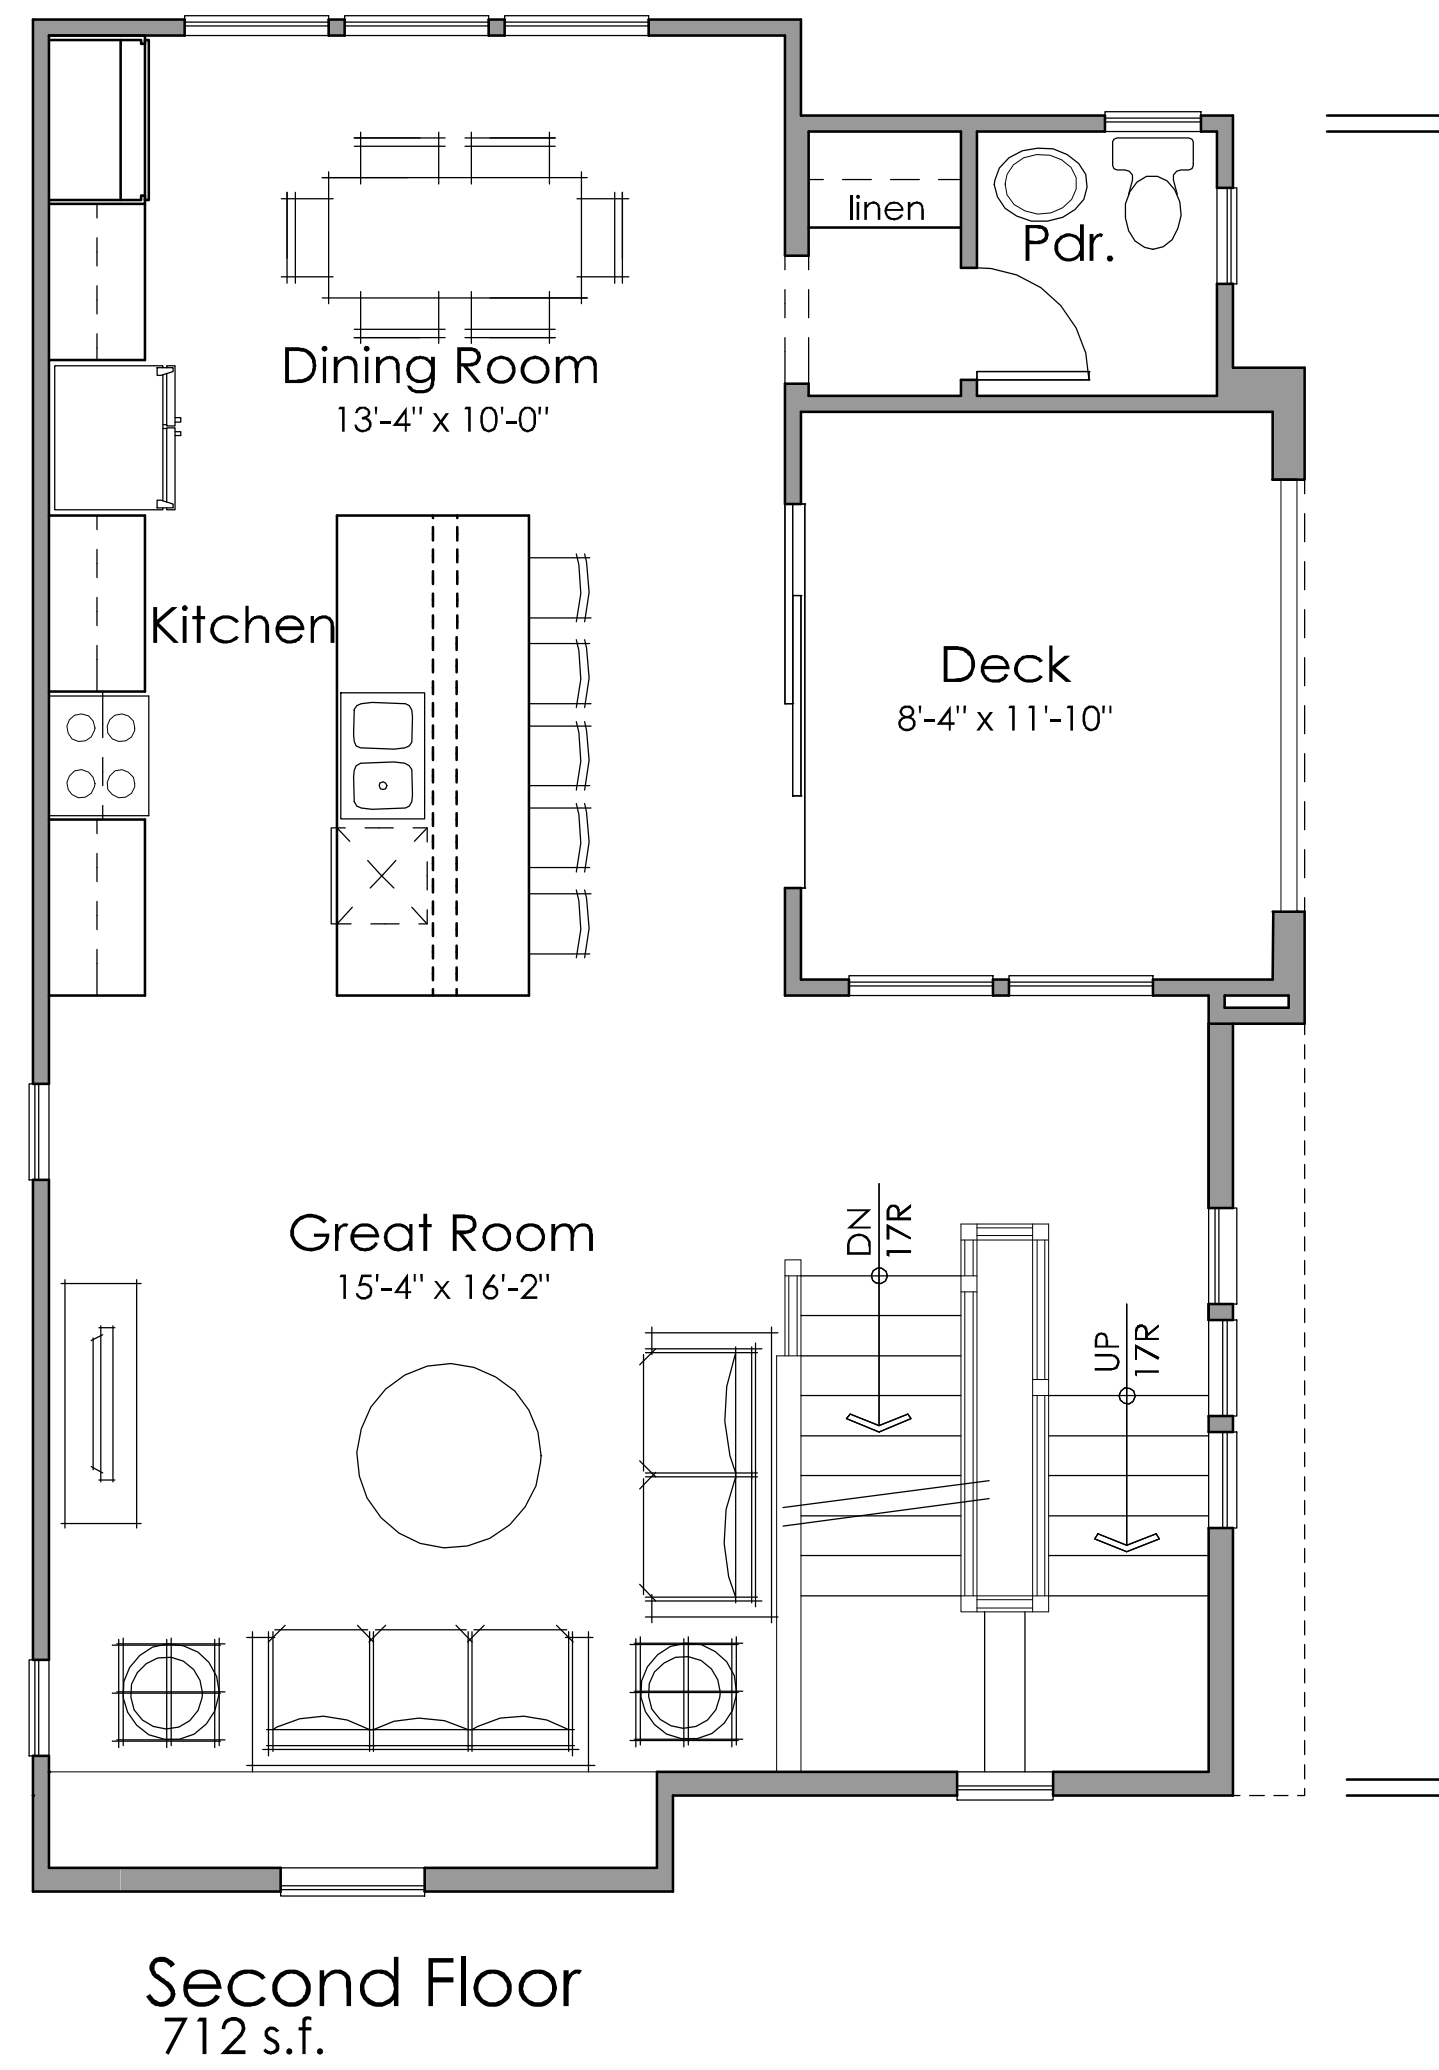 linen
Pdr.
Dining Room
13'-4" x 10'-0"
Kitchen
Deck
8'-4" x 11'-10"
Great Room
15'-4" x 16'-2"
DN
17R
UP
17R
Second Floor
712 s.f.